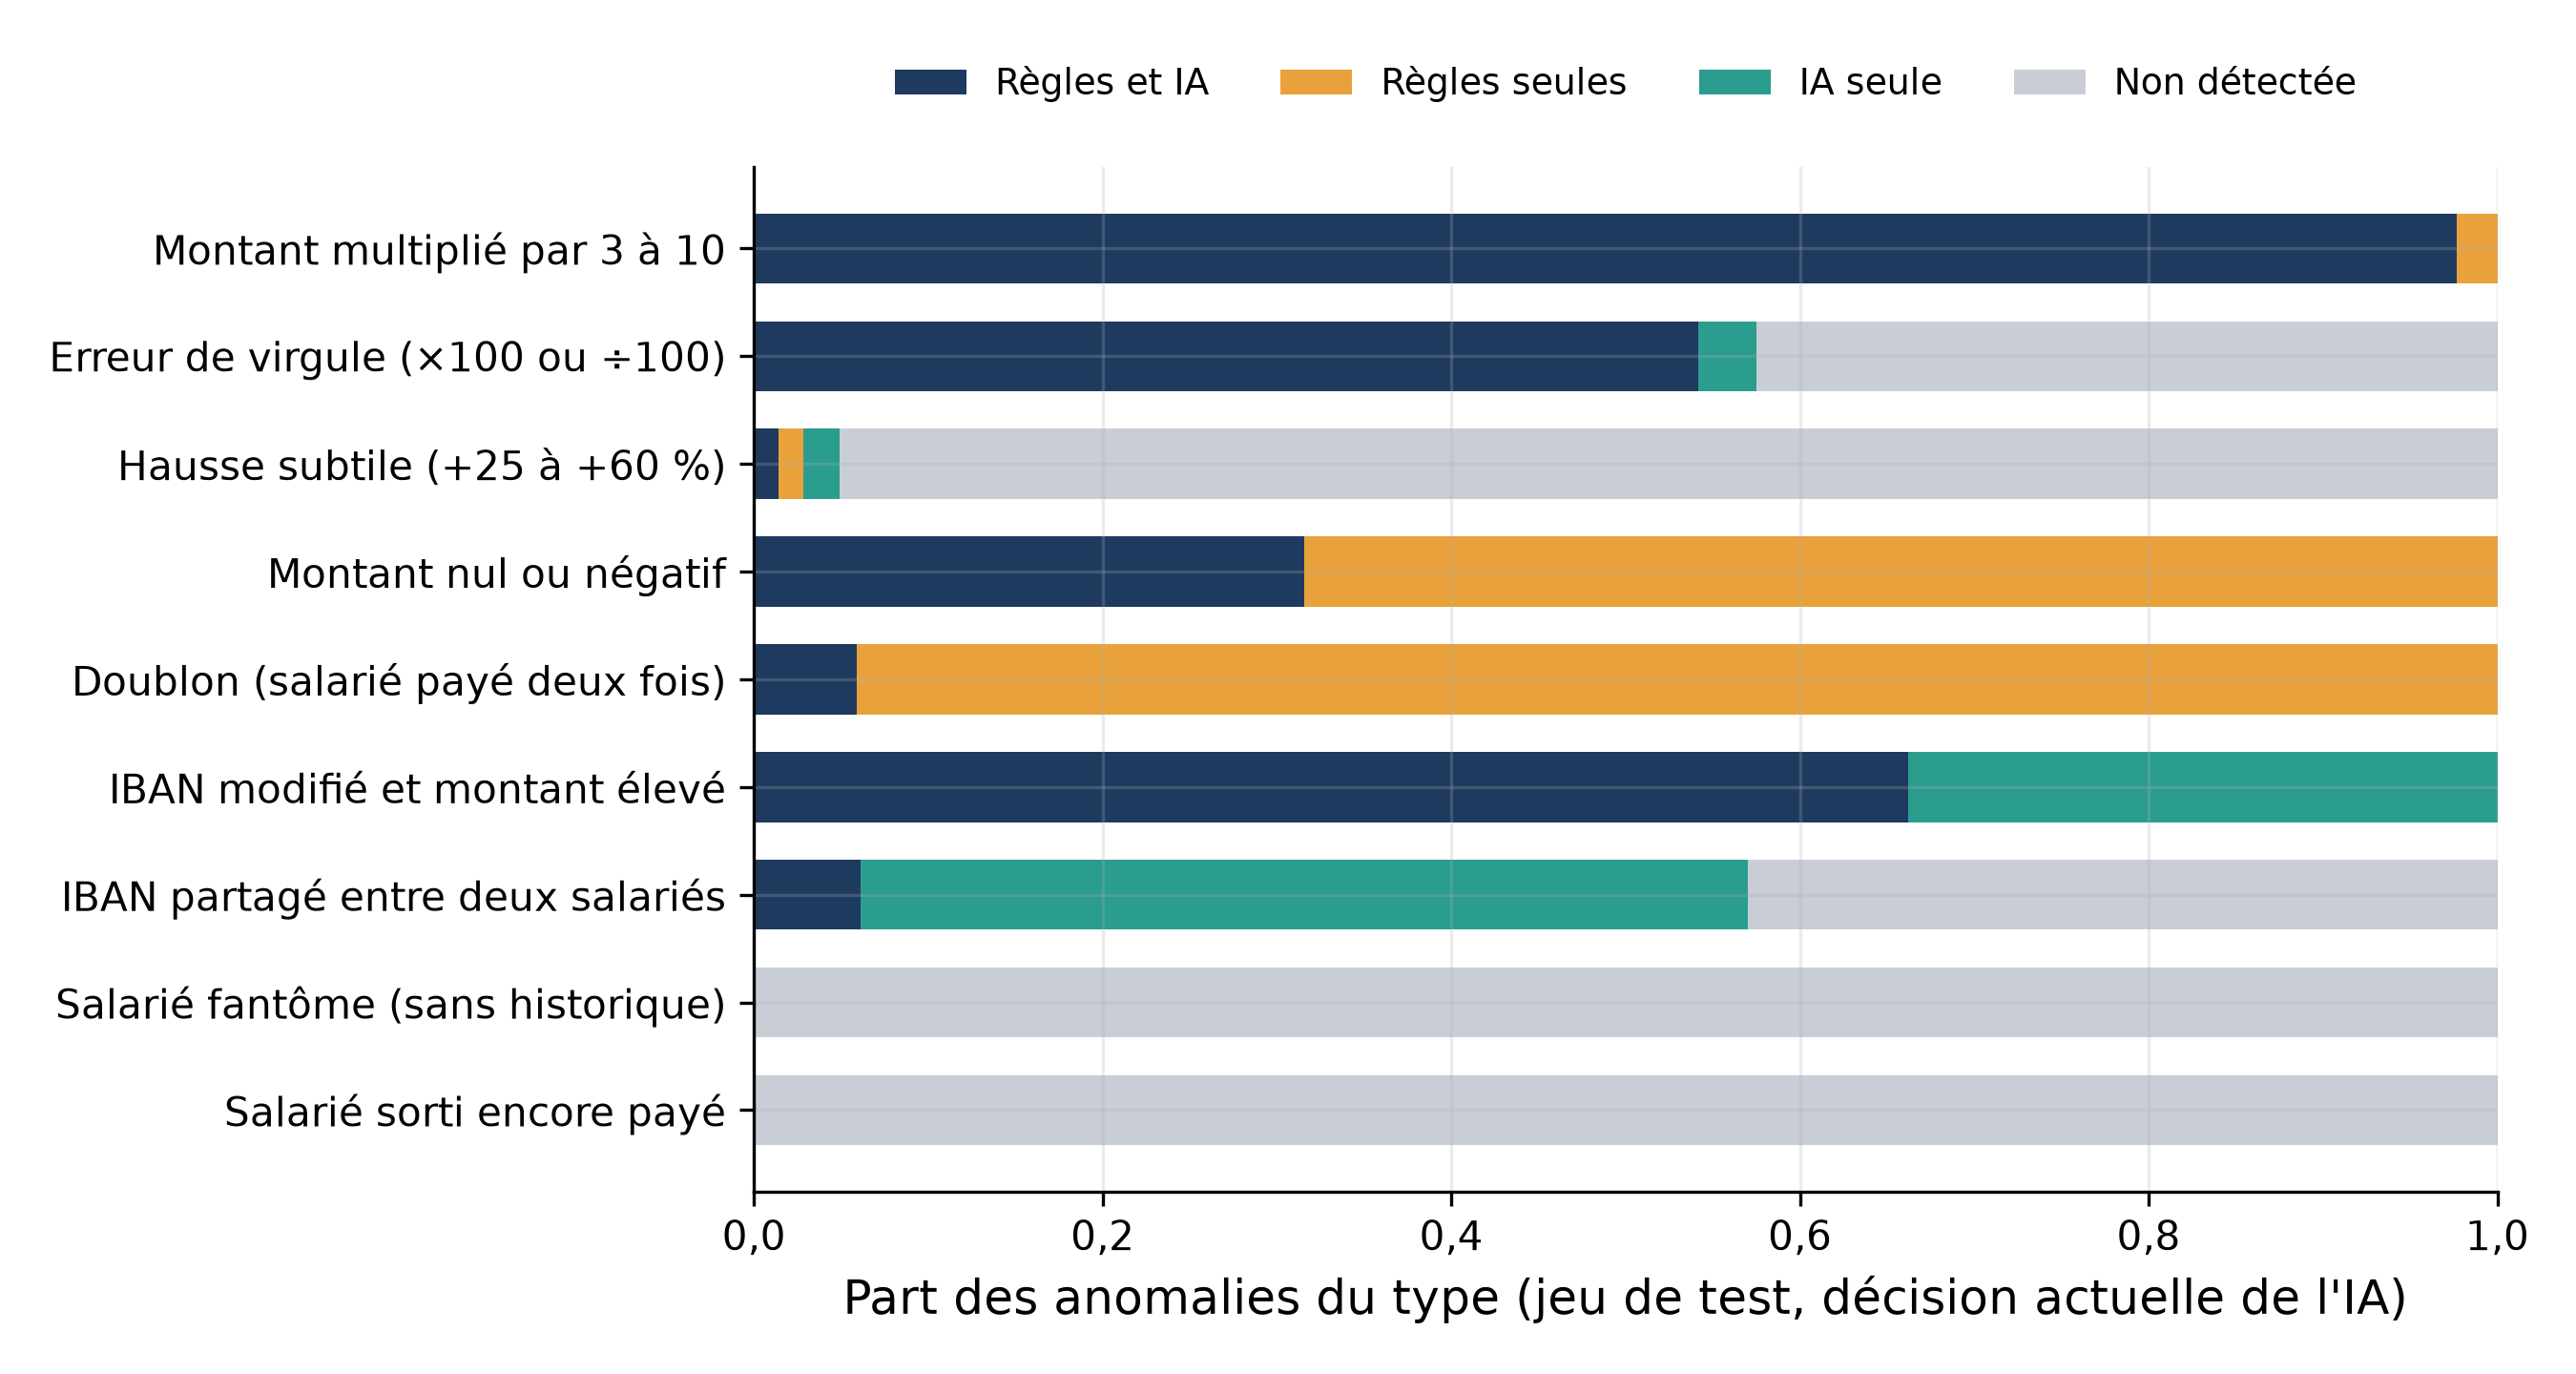 Règles et IA
Règles seules
IA seule
Non détectée
Montant multiplié par 3 à 10
Erreur de virgule (×100 ou ÷100)
Hausse subtile (+25 à +60 %)
Montant nul ou négatif
Doublon (salarié payé deux fois)
IBAN modifié et montant élevé
IBAN partagé entre deux salariés
Salarié fantôme (sans historique)
Salarié sorti encore payé
0,0 0,2 0,4 0,6 0,8 1,0
Part des anomalies du type (jeu de test, décision actuelle de l'IA)